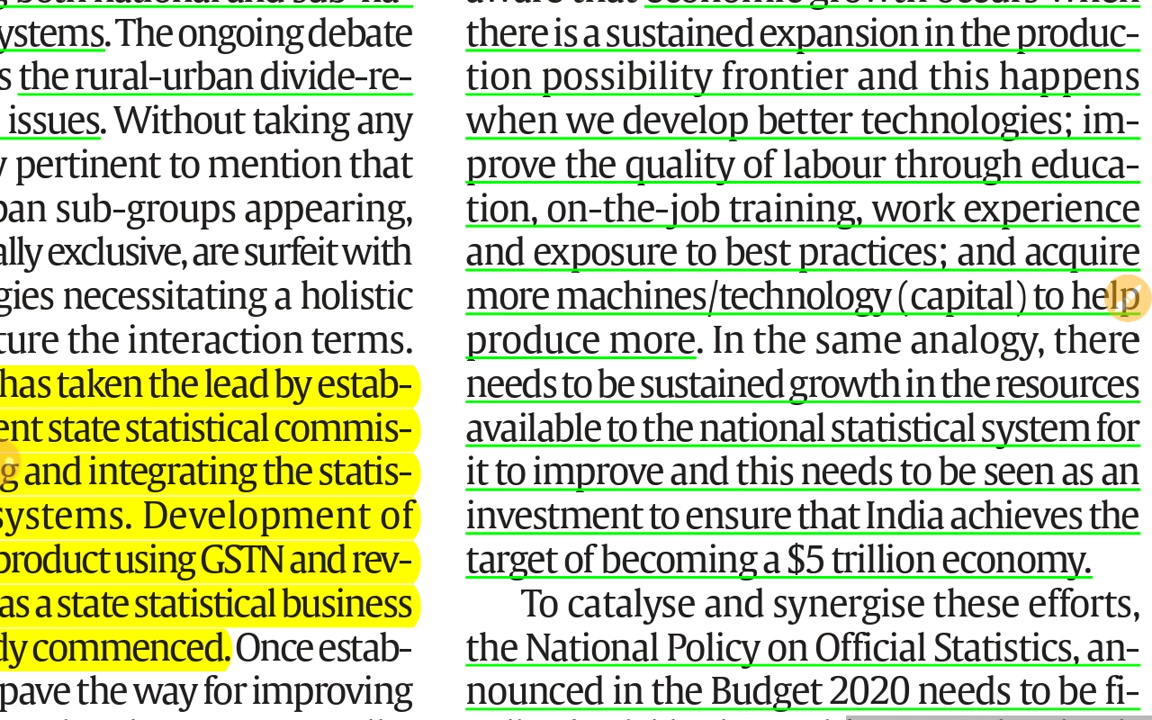 ystems. The ongoing debate
s the rural-urban divide-re-
issues. Without taking any
y pertinent to mention that
ban sub-groups appearing,
ally exclusive, are surfeit with
gies necessitating a holistic
ture the interaction terms.
has taken the lead by estab-
ent state statistical commis-
g and integrating the statis-
systems. Development of
product using GSTN and rev-
as a state statistical business
dy commenced. Once estab-
pave the way for improving
there is a sustained expansion in the produc-
tion possibility frontier and this happens
when we develop better technologies; im-
prove the quality of labour through educa-
tion, on-the-job training, work experience
and exposure to best practices; and acquire
more machines/technology (capital) to help
produce more. In the same analogy, there
needs to be sustained growth in the resources
available to the national statistical system for
it to improve and this needs to be seen as an
investment to ensure that India achieves the
target of becoming a $5 trillion economy.
To catalyse and synergise these efforts,
the National Policy on Official Statistics, an-
nounced in the Budget 2020 needs to be fi-